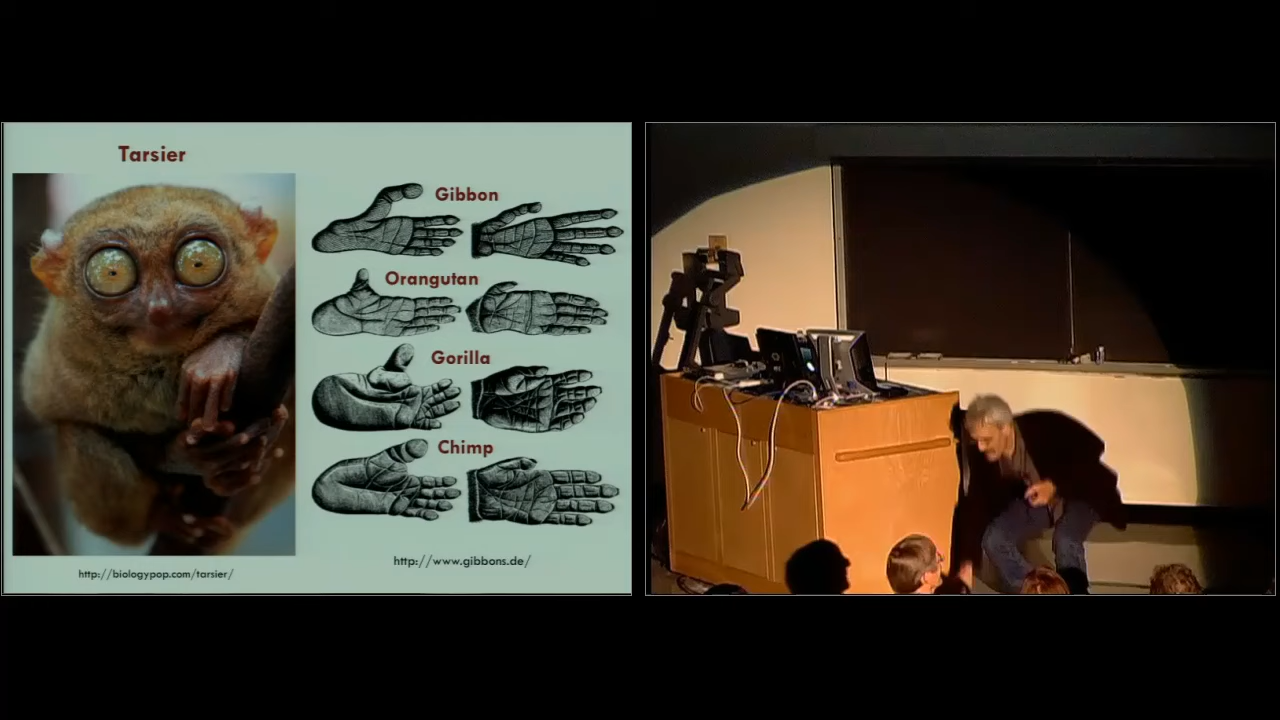 Tarsier
Gibbon
Orangutan
Gorilla
Chimp
http://biologypop.com/tarsier/
http://www.gibbons.de/